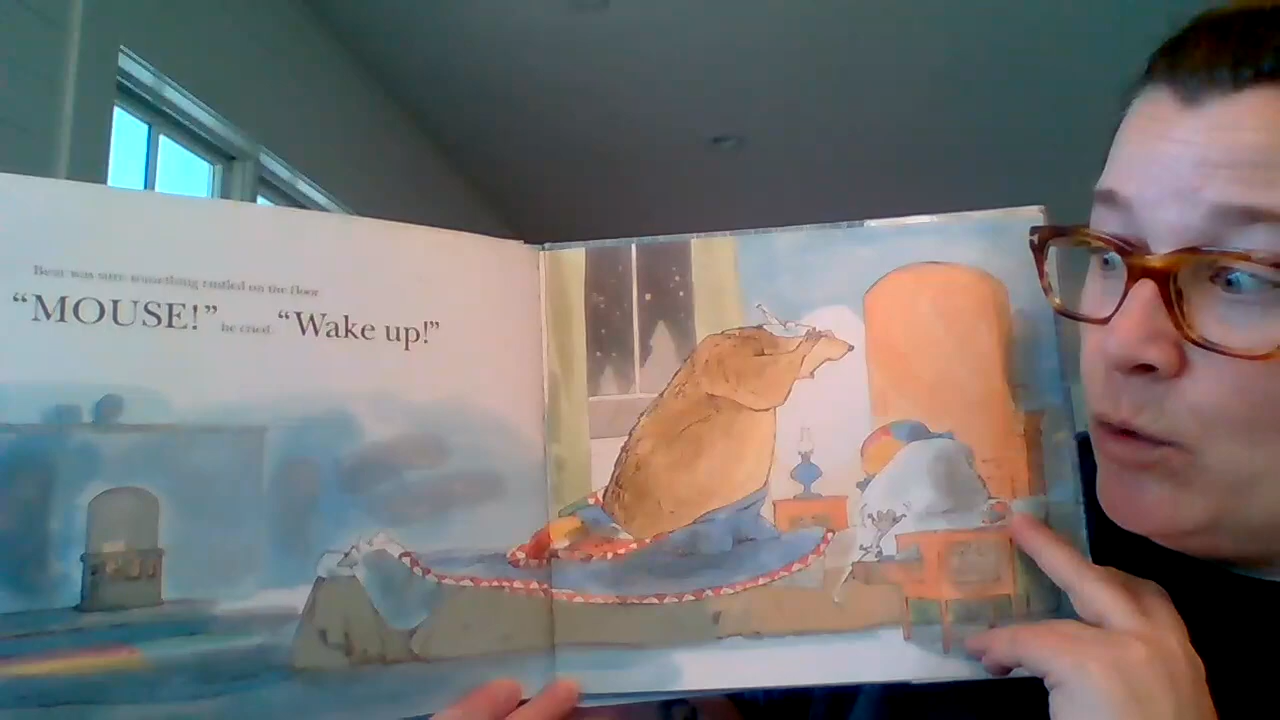 Bear was sure something rustled on the floor
“MOUSE!” he cried. “Wake up!”